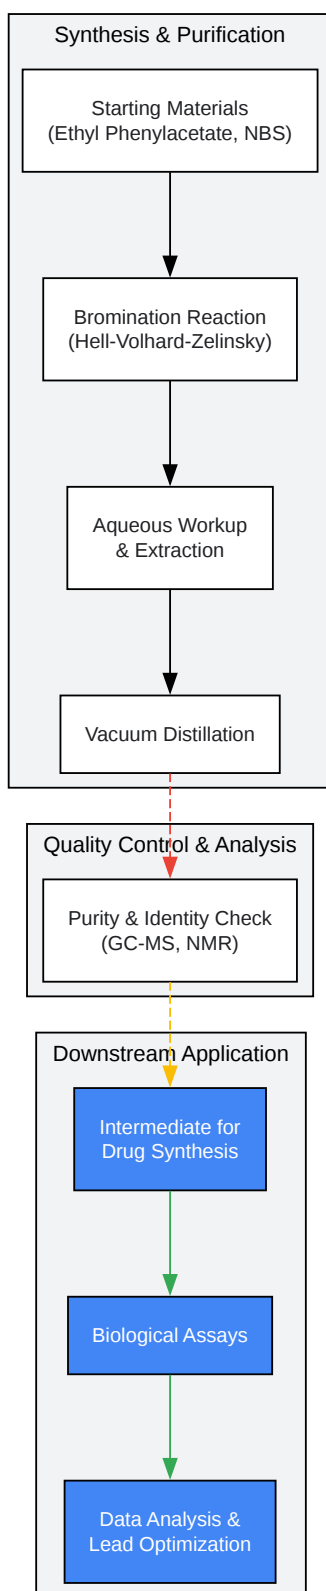 Synthesis & Purification
Starting Materials
(Ethyl Phenylacetate, NBS)
Bromination Reaction
(Hell-Volhard-Zelinsky)
Aqueous Workup
& Extraction
Vacuum Distillation
Quality Control & Analysis
Purity & Identity Check
(GC-MS, NMR)
Downstream Application
Intermediate for
Drug Synthesis
Biological Assays
Data Analysis &
Lead Optimization